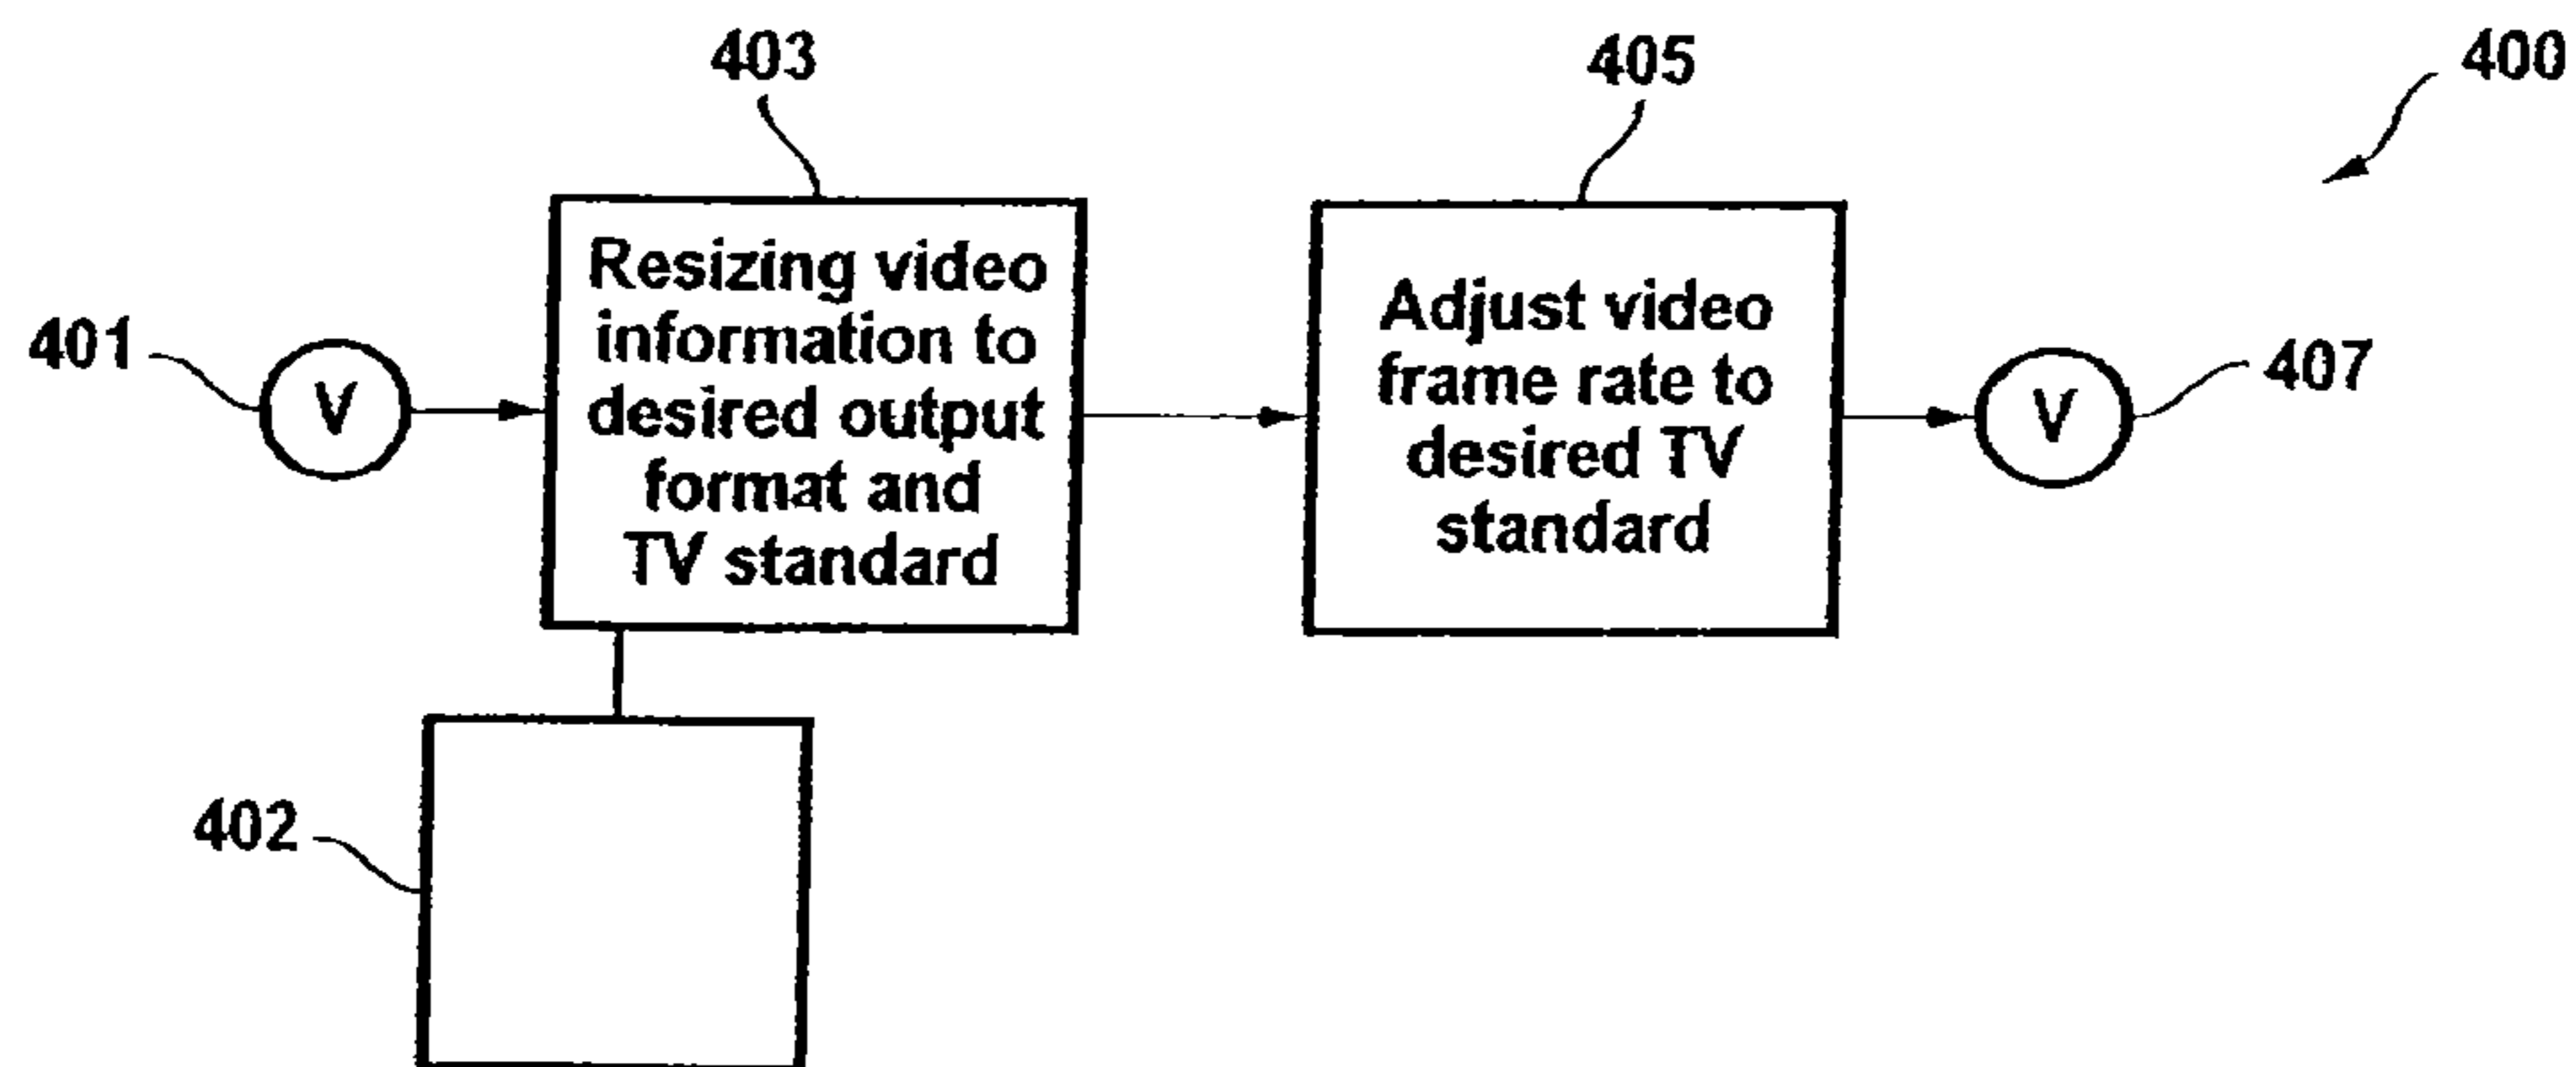 403
405
400
Resizing video
information to
desired output
format and
TV standard
Adjust video
frame rate to
desired TV
standard
401
V
V
407
402